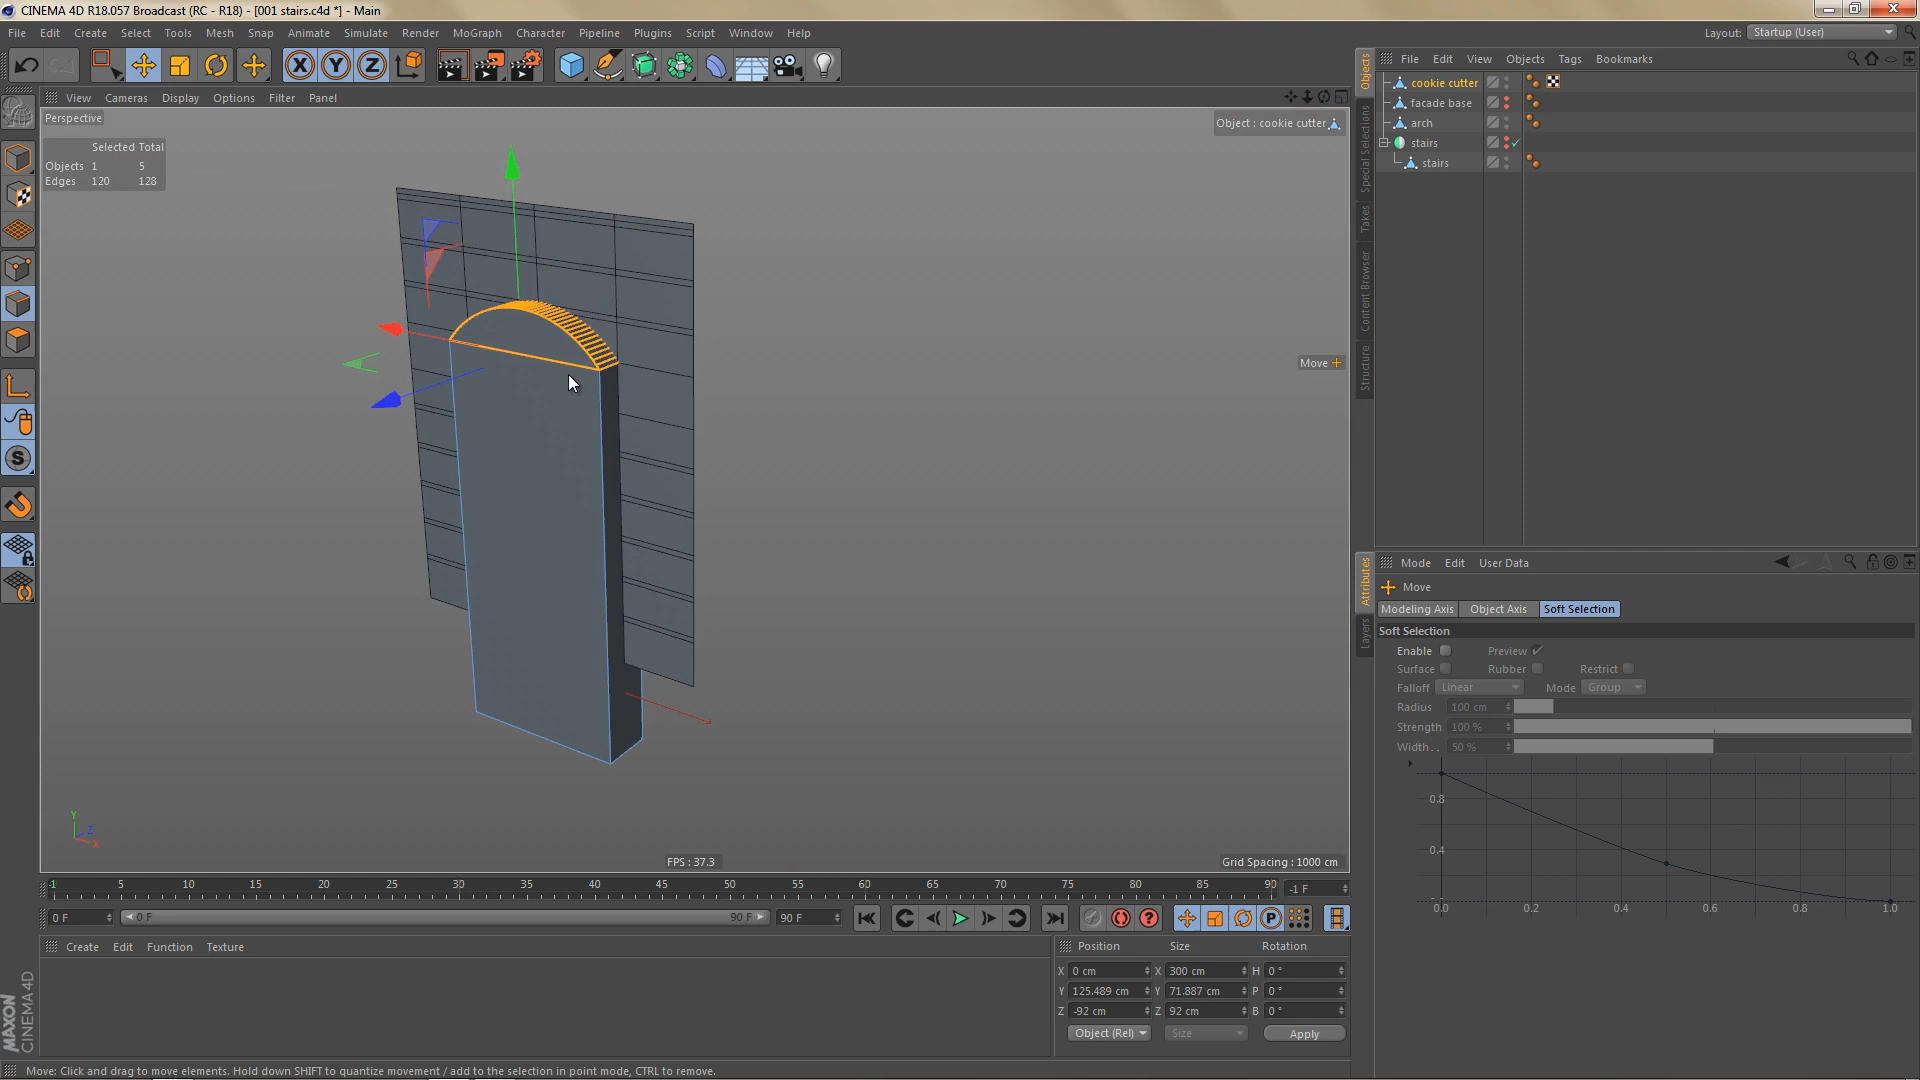 CINEMA 4D R18.057 Broadcast (RC - R18) - [001 stairs.c4d *] - Main
File Edit Create Select Tools Mesh Snap Animate Simulate Render MoGraph Character Pipeline Plugins Script Window Help
Layout: Startup (User)
X Y Z
View Cameras Display Options Filter Panel
File Edit View Objects Tags Bookmarks
Perspective
Object : cookie cutter
Selected Total
Objects 1 5
Edges 120 128
cookie cutter
facade base
arch
stairs
stairs
Objects
Special Selections
Takes
Content Browser
Structure
Move
FPS : 37.3
Grid Spacing : 1000 cm
Y
Z
X
S
Attributes
Layers
Mode Edit User Data
Move
Modeling Axis Object Axis Soft Selection
Soft Selection
Enable Preview
Surface Rubber Restrict
Falloff Linear Mode Group
Radius 100 cm
Strength 100 %
Width. . 50 %
0.8
0.4
0.0 0.2 0.4 0.6 0.8 1.0
-1 5 10 15 20 25 30 35 40 45 50 55 60 65 70 75 80 85 90
-1 F
0 F 0 F 90 F 90 F
P
Create Edit Function Texture
Position Size Rotation
X 0 cm X 300 cm H 0 °
Y 125.489 cm Y 71.887 cm P 0 °
Z -92 cm Z 92 cm B 0 °
Object (Rel) Size Apply
MAXON
CINEMA 4D
Move: Click and drag to move elements. Hold down SHIFT to quantize movement / add to the selection in point mode, CTRL to remove.